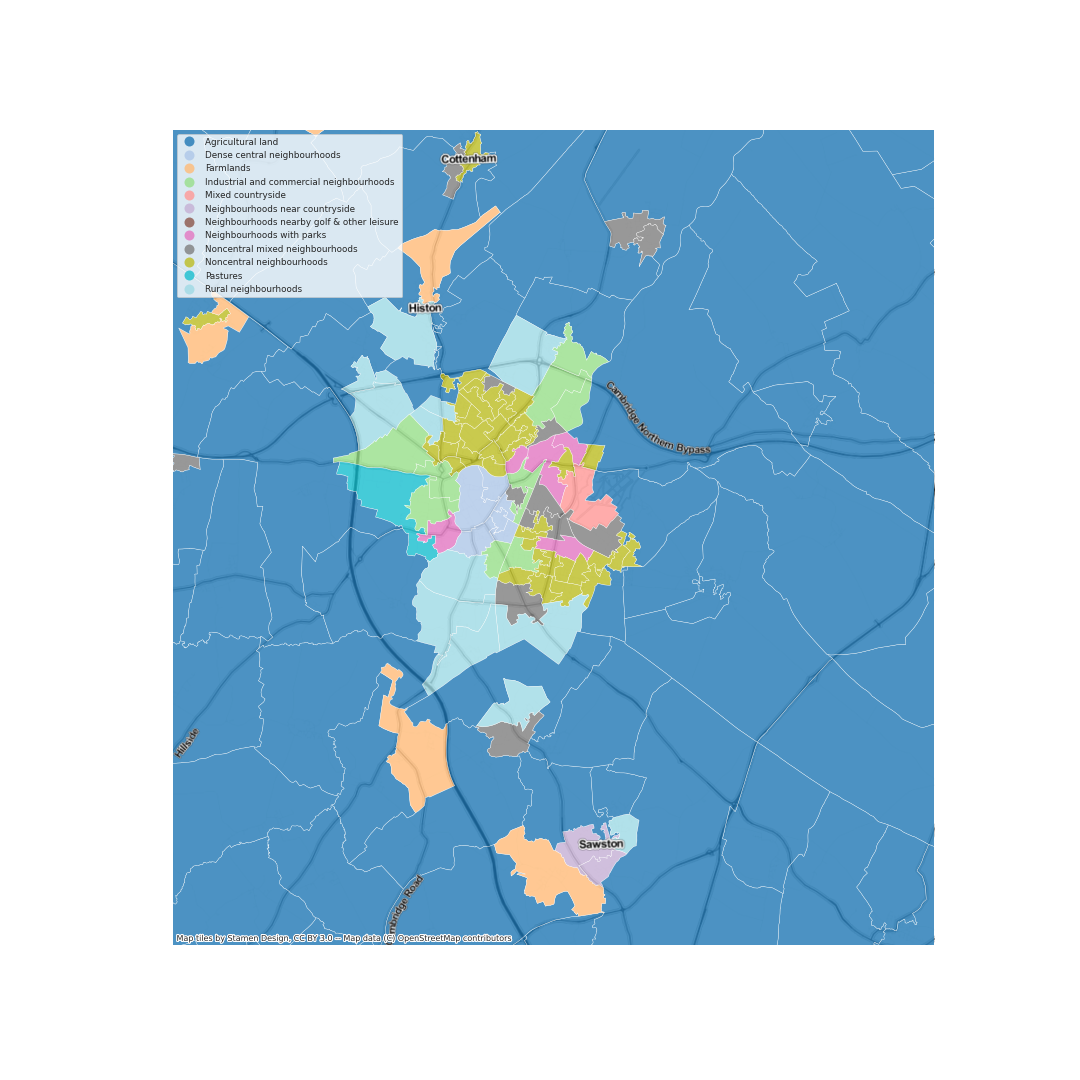 Agricultural land
Dense central neighbourhoods
Farmlands
Industrial and commercial neighbourhoods
Mixed countryside
Neighbourhoods near countryside
Neighbourhoods nearby golf & other leisure
Neighbourhoods with parks
Noncentral mixed neighbourhoods
Noncentral neighbourhoods
Pastures
Rural neighbourhoods
Cottenham
Histon
Cambridge Northern Bypass
Hillside
Sawston
mbridge Road
Map tiles by Stamen Design, CC BY 3.0 -- Map data (C) OpenStreetMap contributors